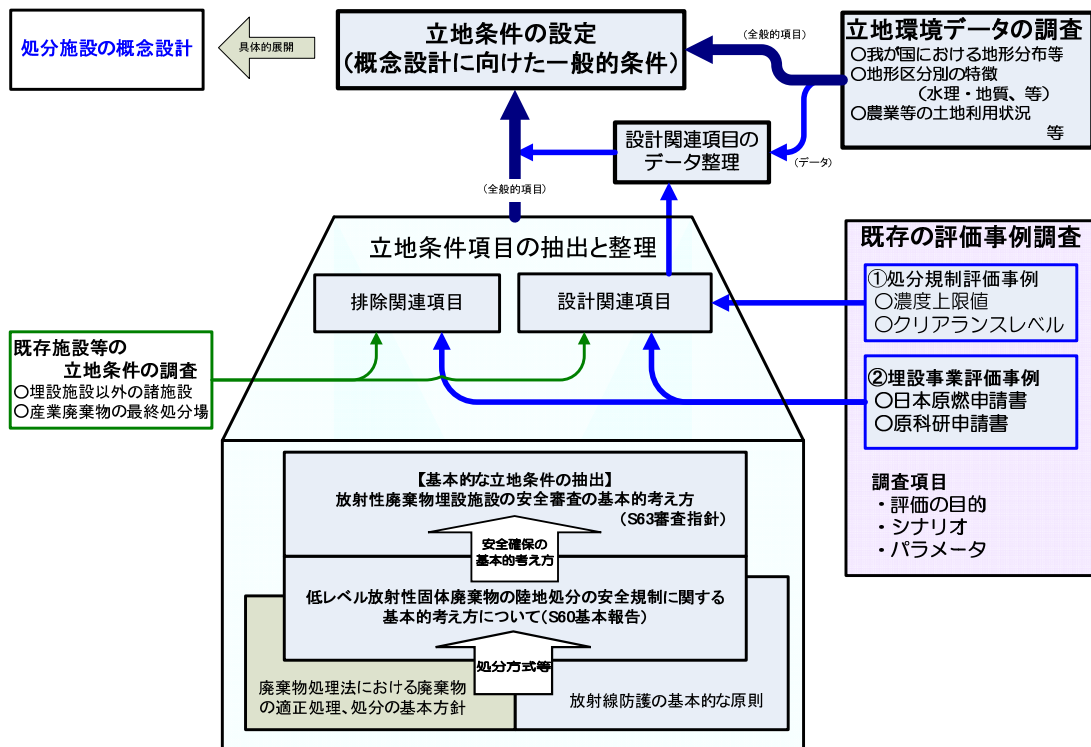 処分施設の概念設計
具体的展開
立地条件の設定
(概念設計に向けた一般的条件)
(全般的項目)
立地環境データの調査
○我が国における地形分布等
○地形区分別の特徴
(水理・地質、等)
○農業等の土地利用状況
等
設計関連項目の
データ整理
(データ)
(全般的項目)
立地条件項目の抽出と整理
排除関連項目
設計関連項目
既存の評価事例調査
①処分規制評価事例
○濃度上限値
○クリアランスレベル
②埋設事業評価事例
○日本原燃申請書
○原科研申請書
調査項目
・評価の目的
・シナリオ
・パラメータ
既存施設等の
立地条件の調査
○埋設施設以外の諸施設
○産業廃棄物の最終処分場
【基本的な立地条件の抽出】
放射性廃棄物埋設施設の安全審査の基本的考え方
(S63審査指針)
安全確保の
基本的考え方
低レベル放射性固体廃棄物の陸地処分の安全規制に関する
基本的考え方について(S60基本報告)
処分方式等
廃棄物処理法における廃棄物
の適正処理、処分の基本方針
放射線防護の基本的な原則